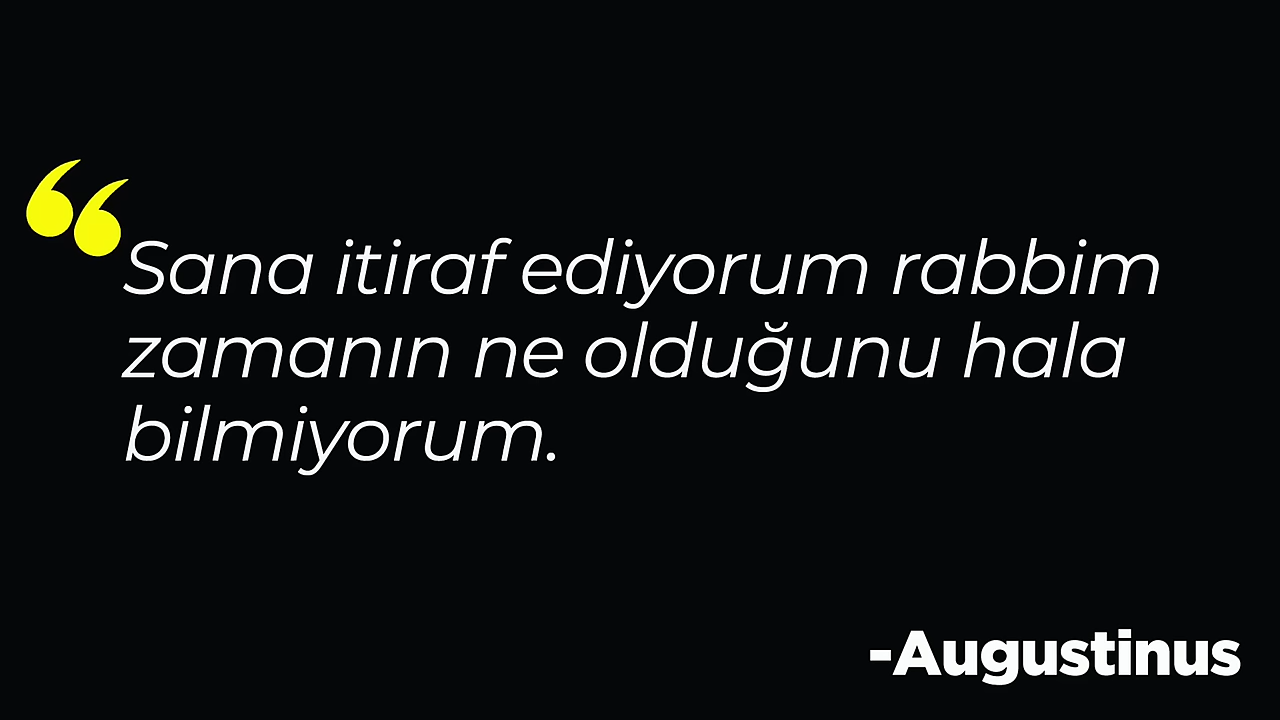 “Sana itiraf ediyorum rabbim
zamanın ne olduğunu hala
bilmiyorum.
-Augustinus